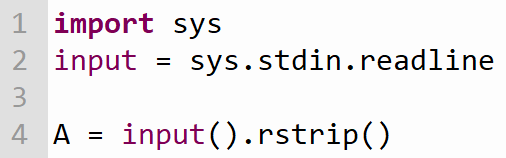 1 import sys
2 input = sys.stdin.readline
3
4 A = input().rstrip()